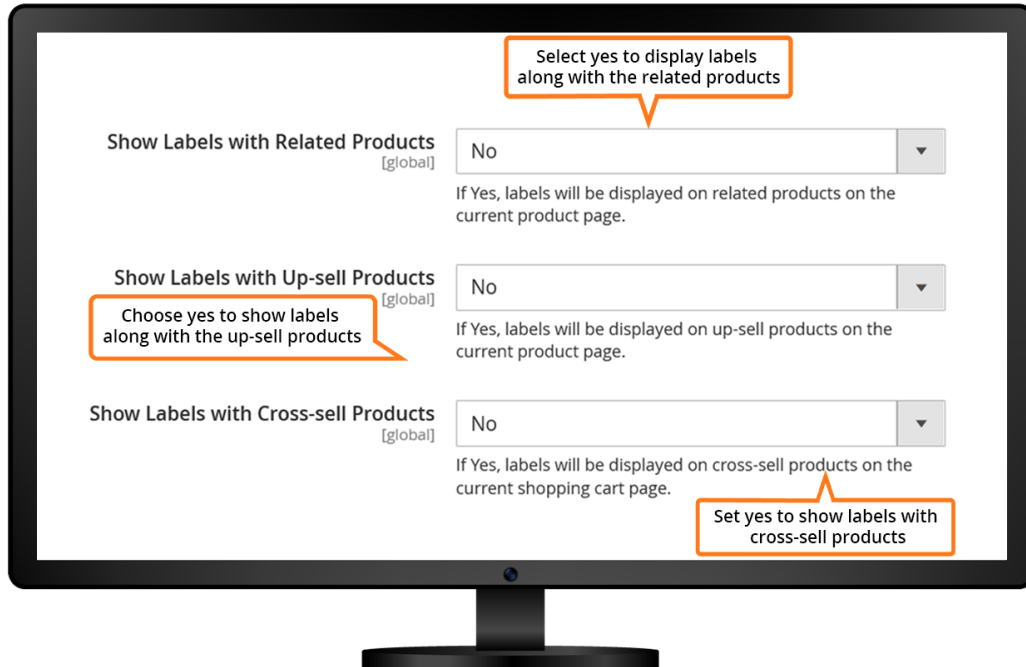 Select yes to display labels
along with the related products
Show Labels with Related Products
[global]
No
If Yes, labels will be displayed on related products on the
current product page.
Show Labels with Up-sell Products
[global]
No
Choose yes to show labels
along with the up-sell products
If Yes, labels will be displayed on up-sell products on the
current product page.
Show Labels with Cross-sell Products
[global]
No
If Yes, labels will be displayed on cross-sell products on the
current shopping cart page.
Set yes to show labels with
cross-sell products